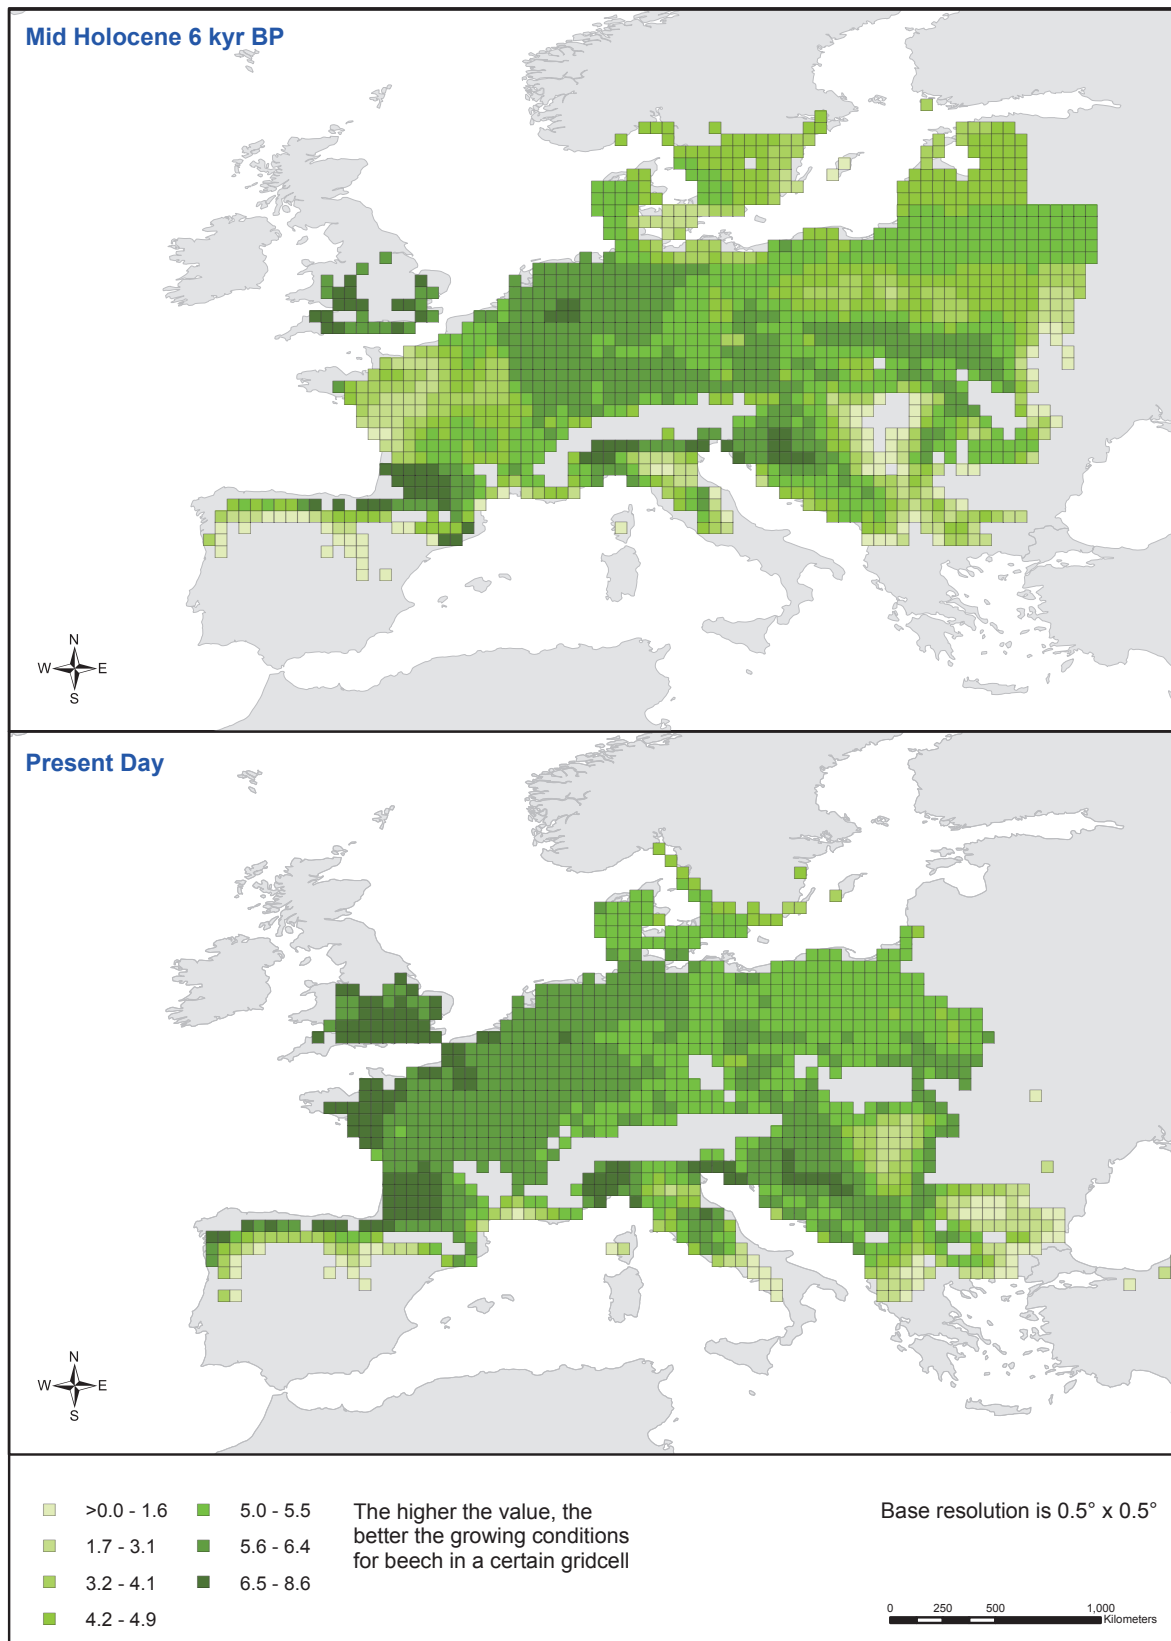 Mid Holocene 6 kyr BP
N
W E
S
Present Day
N
W E
S
>0.0 - 1.6
1.7 - 3.1
3.2 - 4.1
4.2 - 4.9
5.0 - 5.5
5.6 - 6.4
6.5 - 8.6
The higher the value, the
better the growing conditions
for beech in a certain gridcell
Base resolution is 0.5° x 0.5°
0 250 500 1,000
Kilometers